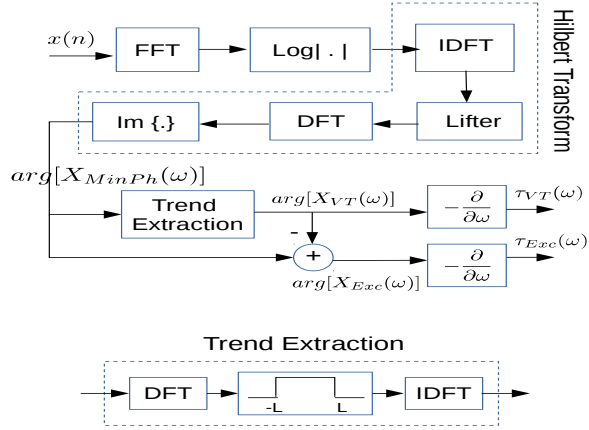 x(n)
FFT
Log| . |
IDFT
Hilbert Transform
Im {.}
DFT
Lifter
arg[X_{MinPh}(ω)]
Trend
Extraction
arg[X_{VT}(ω)]
-∂/∂ω
τ_{VT}(ω)
-
+
arg[X_{Exc}(ω)]
-∂/∂ω
τ_{Exc}(ω)
Trend Extraction
DFT
-L L
IDFT